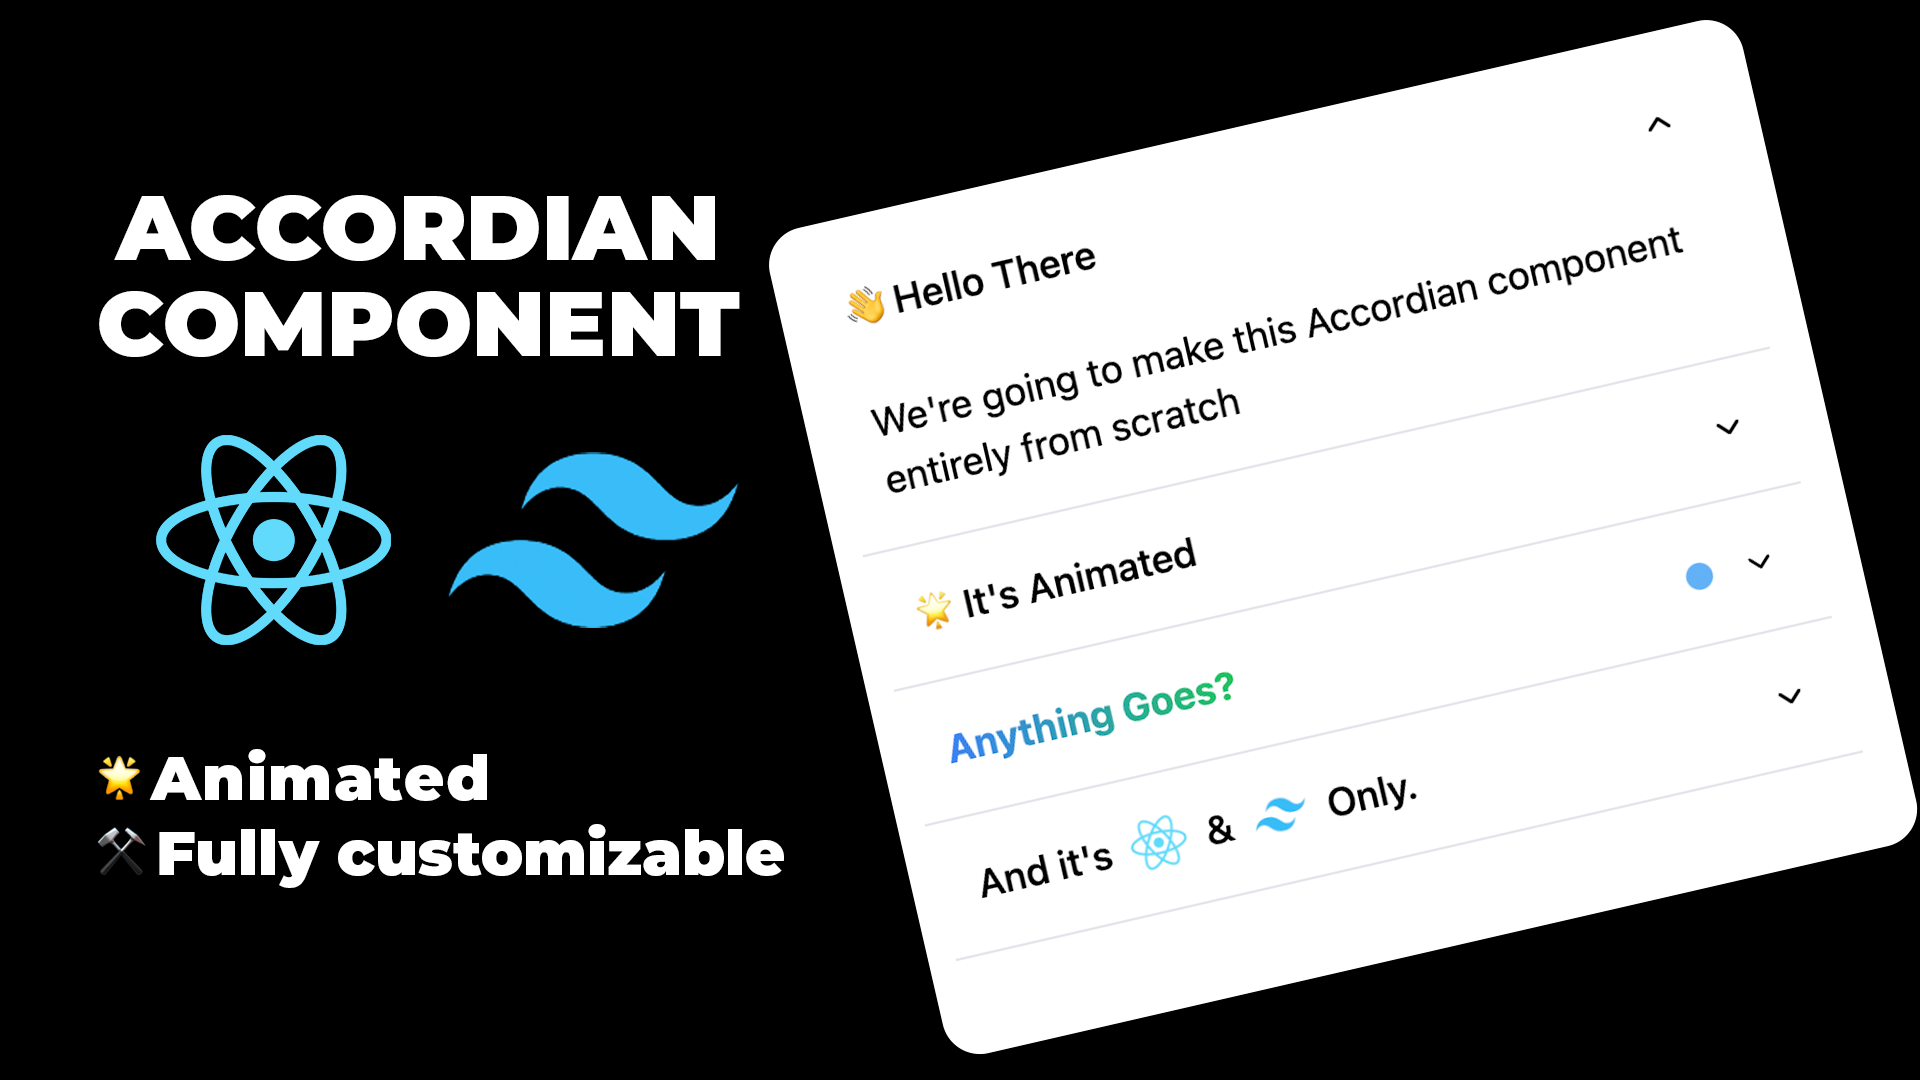 ACCORDIAN
COMPONENT
🌟 Animated
⚒️ Fully customizable
👋 Hello There
We're going to make this Accordian component
entirely from scratch
🌟 It's Animated
Anything Goes?
And it's & Only.